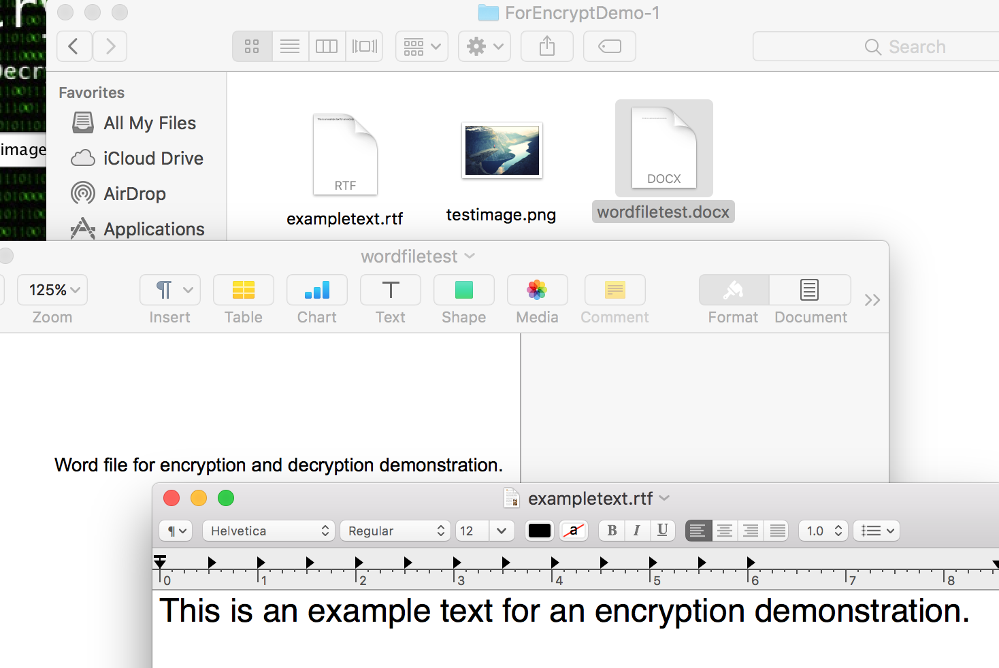 ForEncryptDemo-1
Search
Favorites
All My Files
iCloud Drive
AirDrop
Applications
image
RTF
DOCX
exampletext.rtf
testimage.png
wordfiletest.docx
wordfiletest
125%
Zoom
Insert
Table
Chart
Text
Shape
Media
Comment
Format
Document
Word file for encryption and decryption demonstration.
exampletext.rtf
Helvetica
Regular
12
a
B I U
1.0
0 1 2 3 4 5 6 7 8
This is an example text for an encryption demonstration.